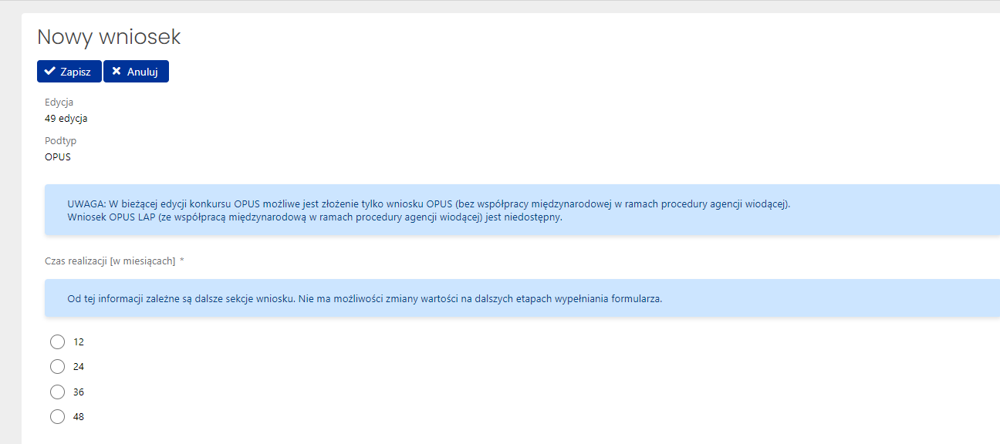 Nowy wniosek
Zapisz
Anuluj
Edycja
49 edycja
Podtyp
OPUS
UWAGA: W bieżącej edycji konkursu OPUS możliwe jest złożenie tylko wniosku OPUS (bez współpracy międzynarodowej w ramach procedury agencji wiodącej).
Wniosek OPUS LAP (ze współpracą międzynarodową w ramach procedury agencji wiodącej) jest niedostępny.
Czas realizacji [w miesiącach] *
Od tej informacji zależne są dalsze sekcje wniosku. Nie ma możliwości zmiany wartości na dalszych etapach wypełniania formularza.
12
24
36
48